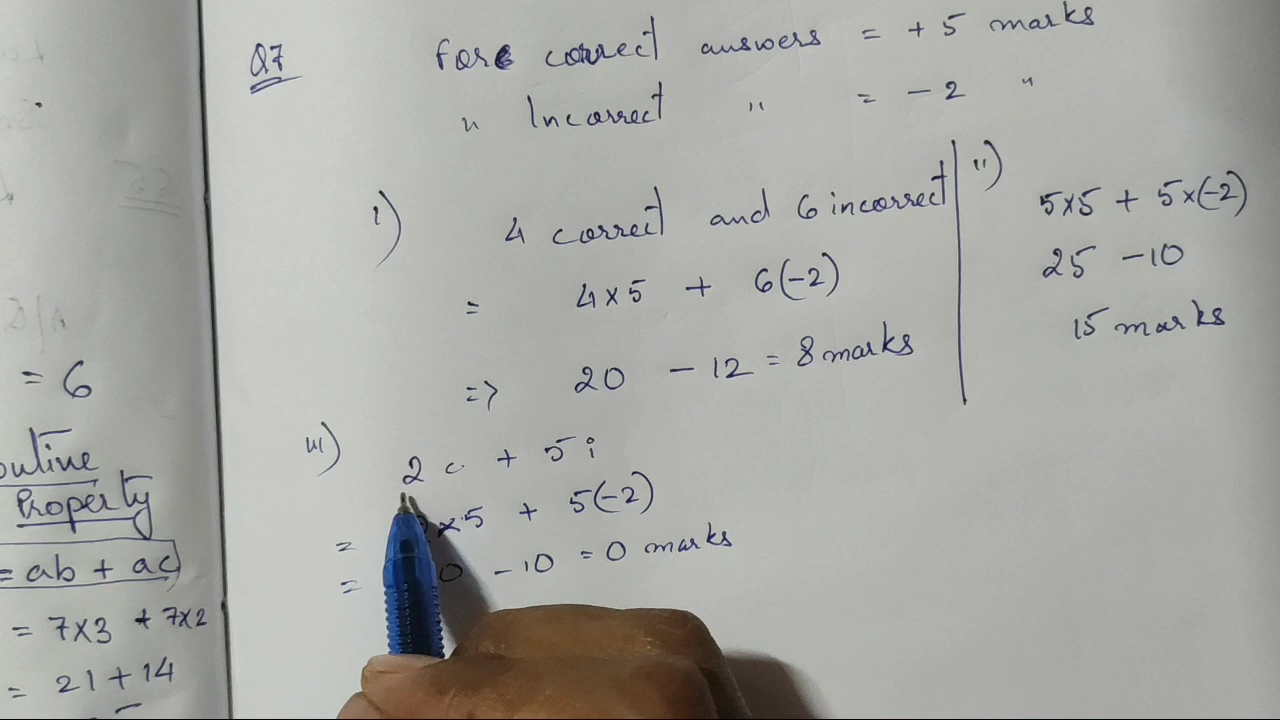 = 6
Property
= ab + ac
= 7×3 + 7×2
= 21 + 14
Q7
for correct answers = + 5 marks
" Incorrect " = - 2 "
i)
4 correct and 6 incorrect
= 4×5 + 6(-2)
=> 20 - 12 = 8 marks
ii)
5×5 + 5×(-2)
25 - 10
15 marks
iii)
2 c + 5 i
= ×5 + 5(-2)
= 0 - 10 = 0 marks